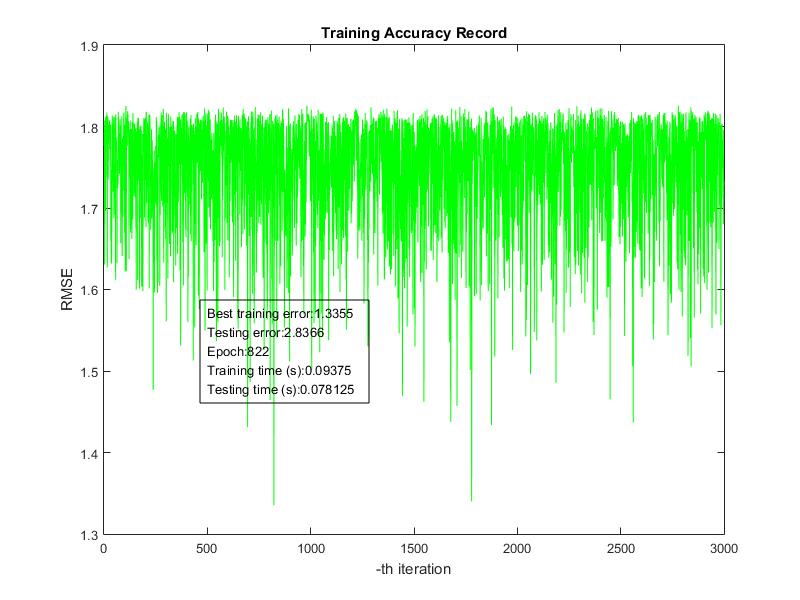 Training Accuracy Record
1.9
1.8
1.7
1.6
1.5
1.4
1.3
RMSE
Best training error:1.3355
Testing error:2.8366
Epoch:822
Training time (s):0.09375
Testing time (s):0.078125
0 500 1000 1500 2000 2500 3000
-th iteration